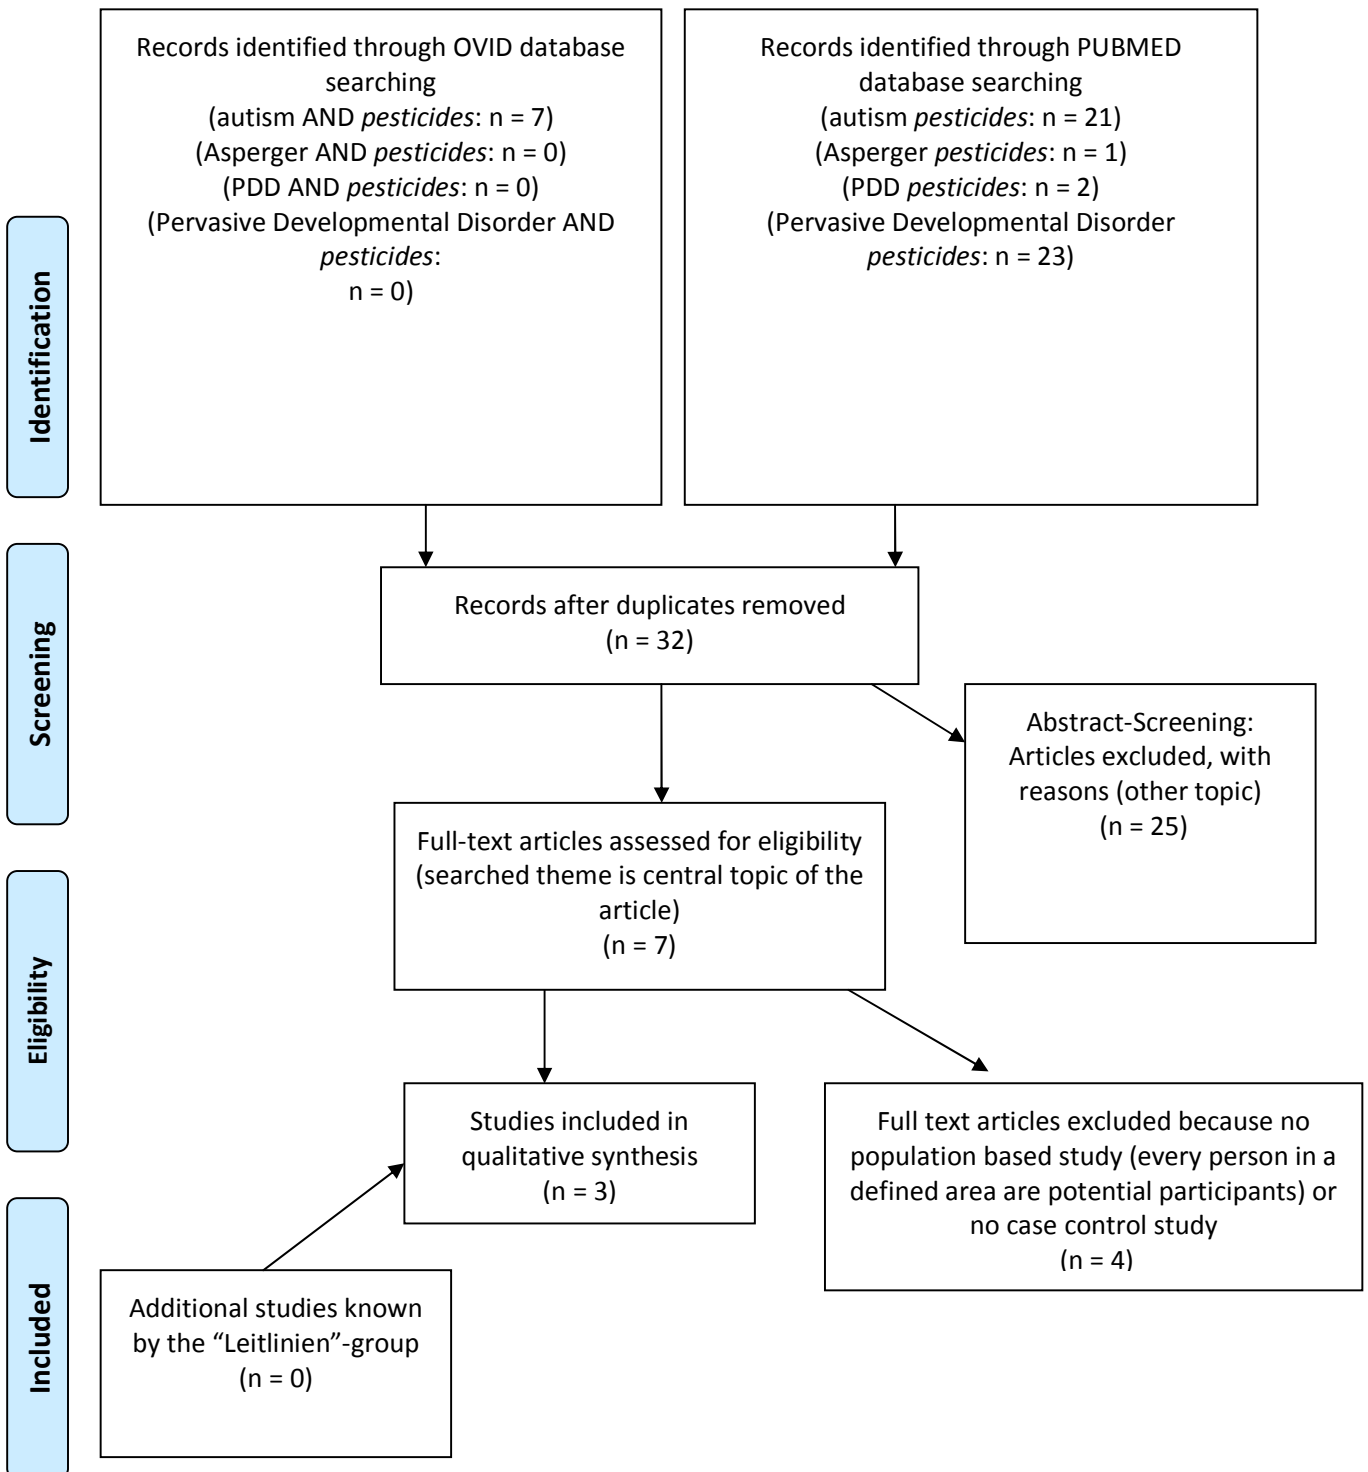 Records identified through OVID database
searching
(autism AND pesticides: n = 7)
(Asperger AND pesticides: n = 0)
(PDD AND pesticides: n = 0)
(Pervasive Developmental Disorder AND
pesticides:
n = 0)
Records identified through PUBMED
database searching
(autism pesticides: n = 21)
(Asperger pesticides: n = 1)
(PDD pesticides: n = 2)
(Pervasive Developmental Disorder
pesticides: n = 23)
Identification
Screening
Records after duplicates removed
(n = 32)
Abstract-Screening:
Articles excluded, with
reasons (other topic)
(n = 25)
Full-text articles assessed for eligibility
(searched theme is central topic of the
article)
(n = 7)
Eligibility
Studies included in
qualitative synthesis
(n = 3)
Full text articles excluded because no
population based study (every person in a
defined area are potential participants) or
no case control study
(n = 4)
Included
Additional studies known
by the “Leitlinien”-group
(n = 0)